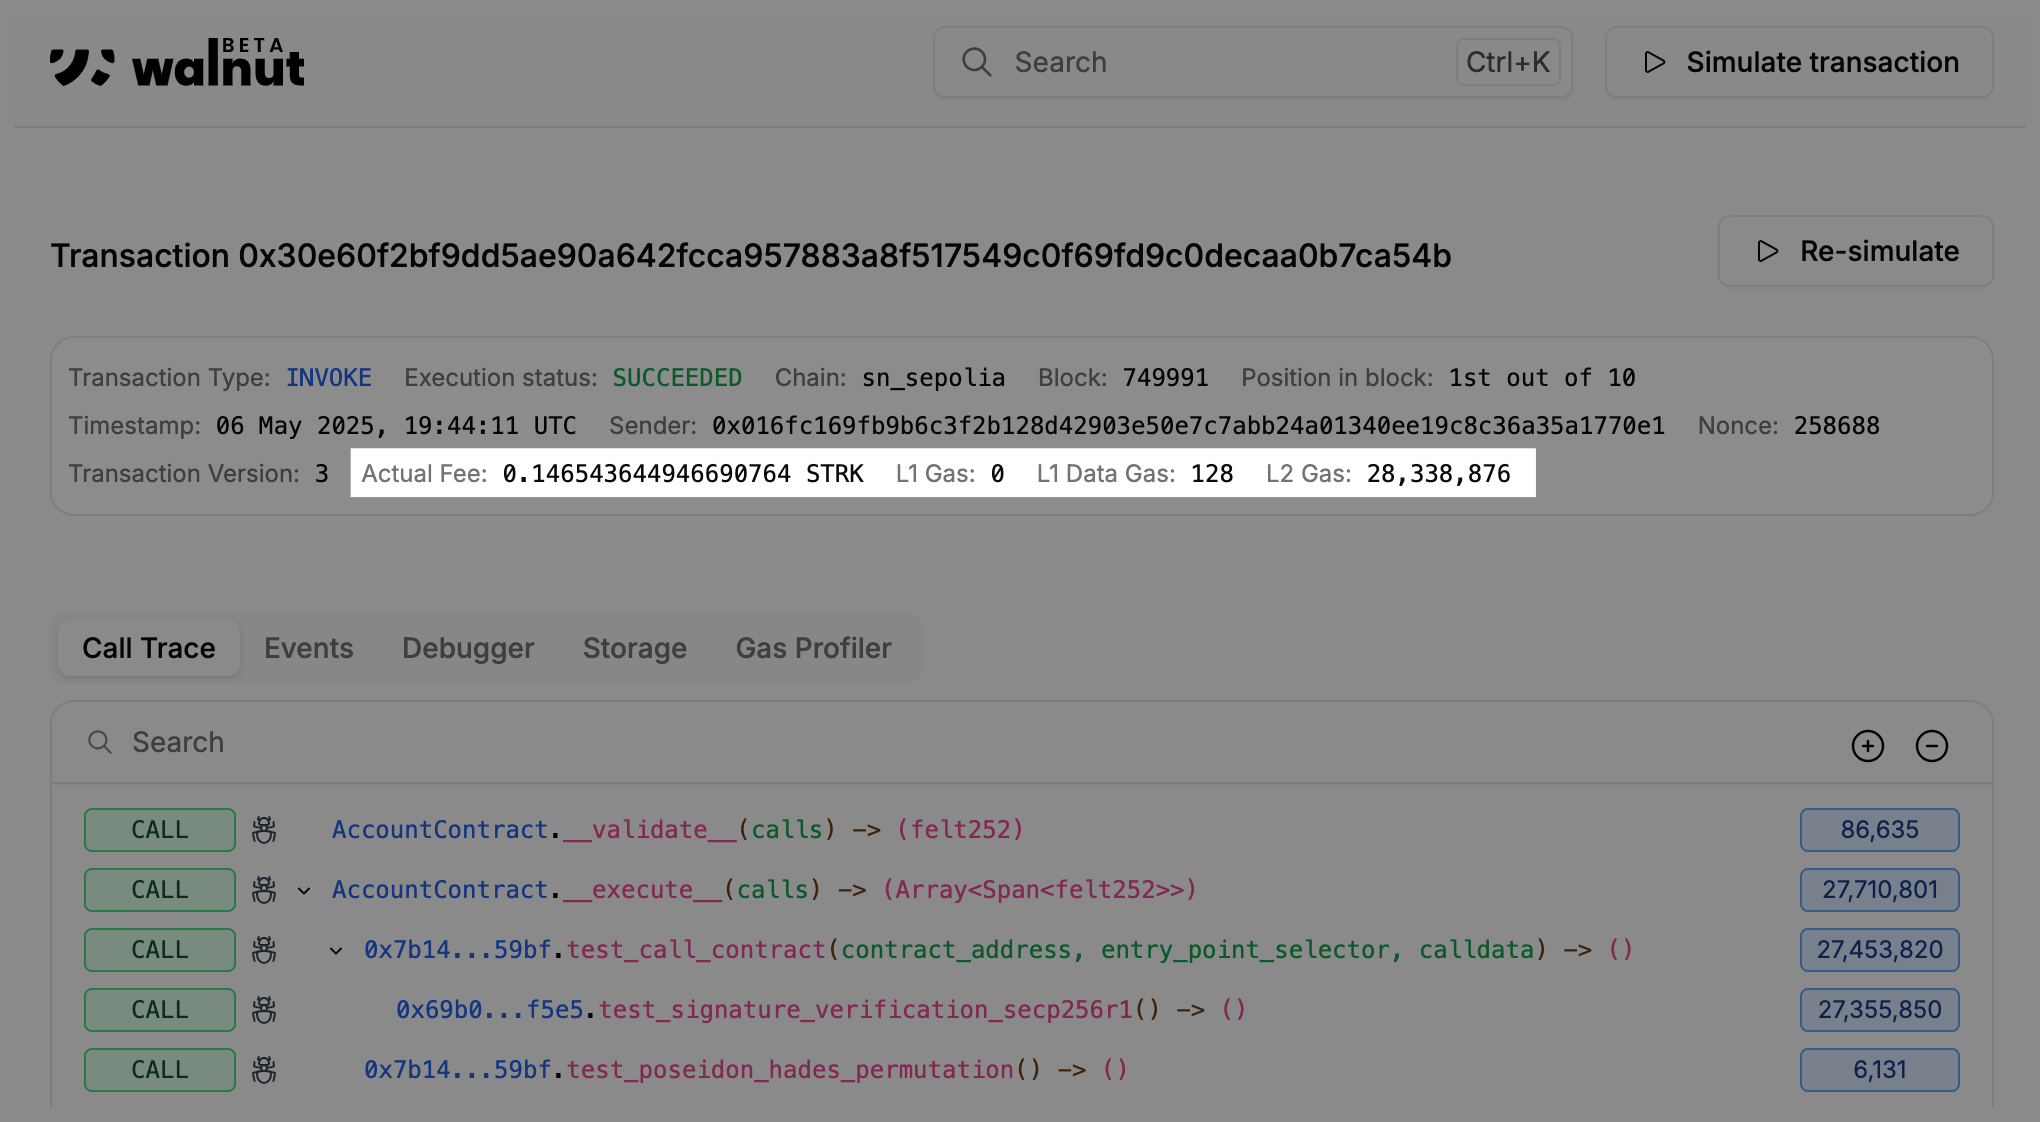 walnut BETA
Search Ctrl+K
Simulate transaction
Transaction 0x30e60f2bf9dd5ae90a642fcca957883a8f517549c0f69fd9c0decaa0b7ca54b
Re-simulate
Transaction Type: INVOKE Execution status: SUCCEEDED Chain: sn_sepolia Block: 749991 Position in block: 1st out of 10
Timestamp: 06 May 2025, 19:44:11 UTC Sender: 0x016fc169fb9b6c3f2b128d42903e50e7c7abb24a01340ee19c8c36a35a1770e1 Nonce: 258688
Transaction Version: 3 Actual Fee: 0.146543644946690764 STRK L1 Gas: 0 L1 Data Gas: 128 L2 Gas: 28,338,876
Call Trace Events Debugger Storage Gas Profiler
Search
CALL AccountContract.__validate__(calls) -> (felt252) 86,635
CALL AccountContract.__execute__(calls) -> (Array<Span<felt252>>) 27,710,801
CALL 0x7b14...59bf.test_call_contract(contract_address, entry_point_selector, calldata) -> () 27,453,820
CALL 0x69b0...f5e5.test_signature_verification_secp256r1() -> () 27,355,850
CALL 0x7b14...59bf.test_poseidon_hades_permutation() -> () 6,131